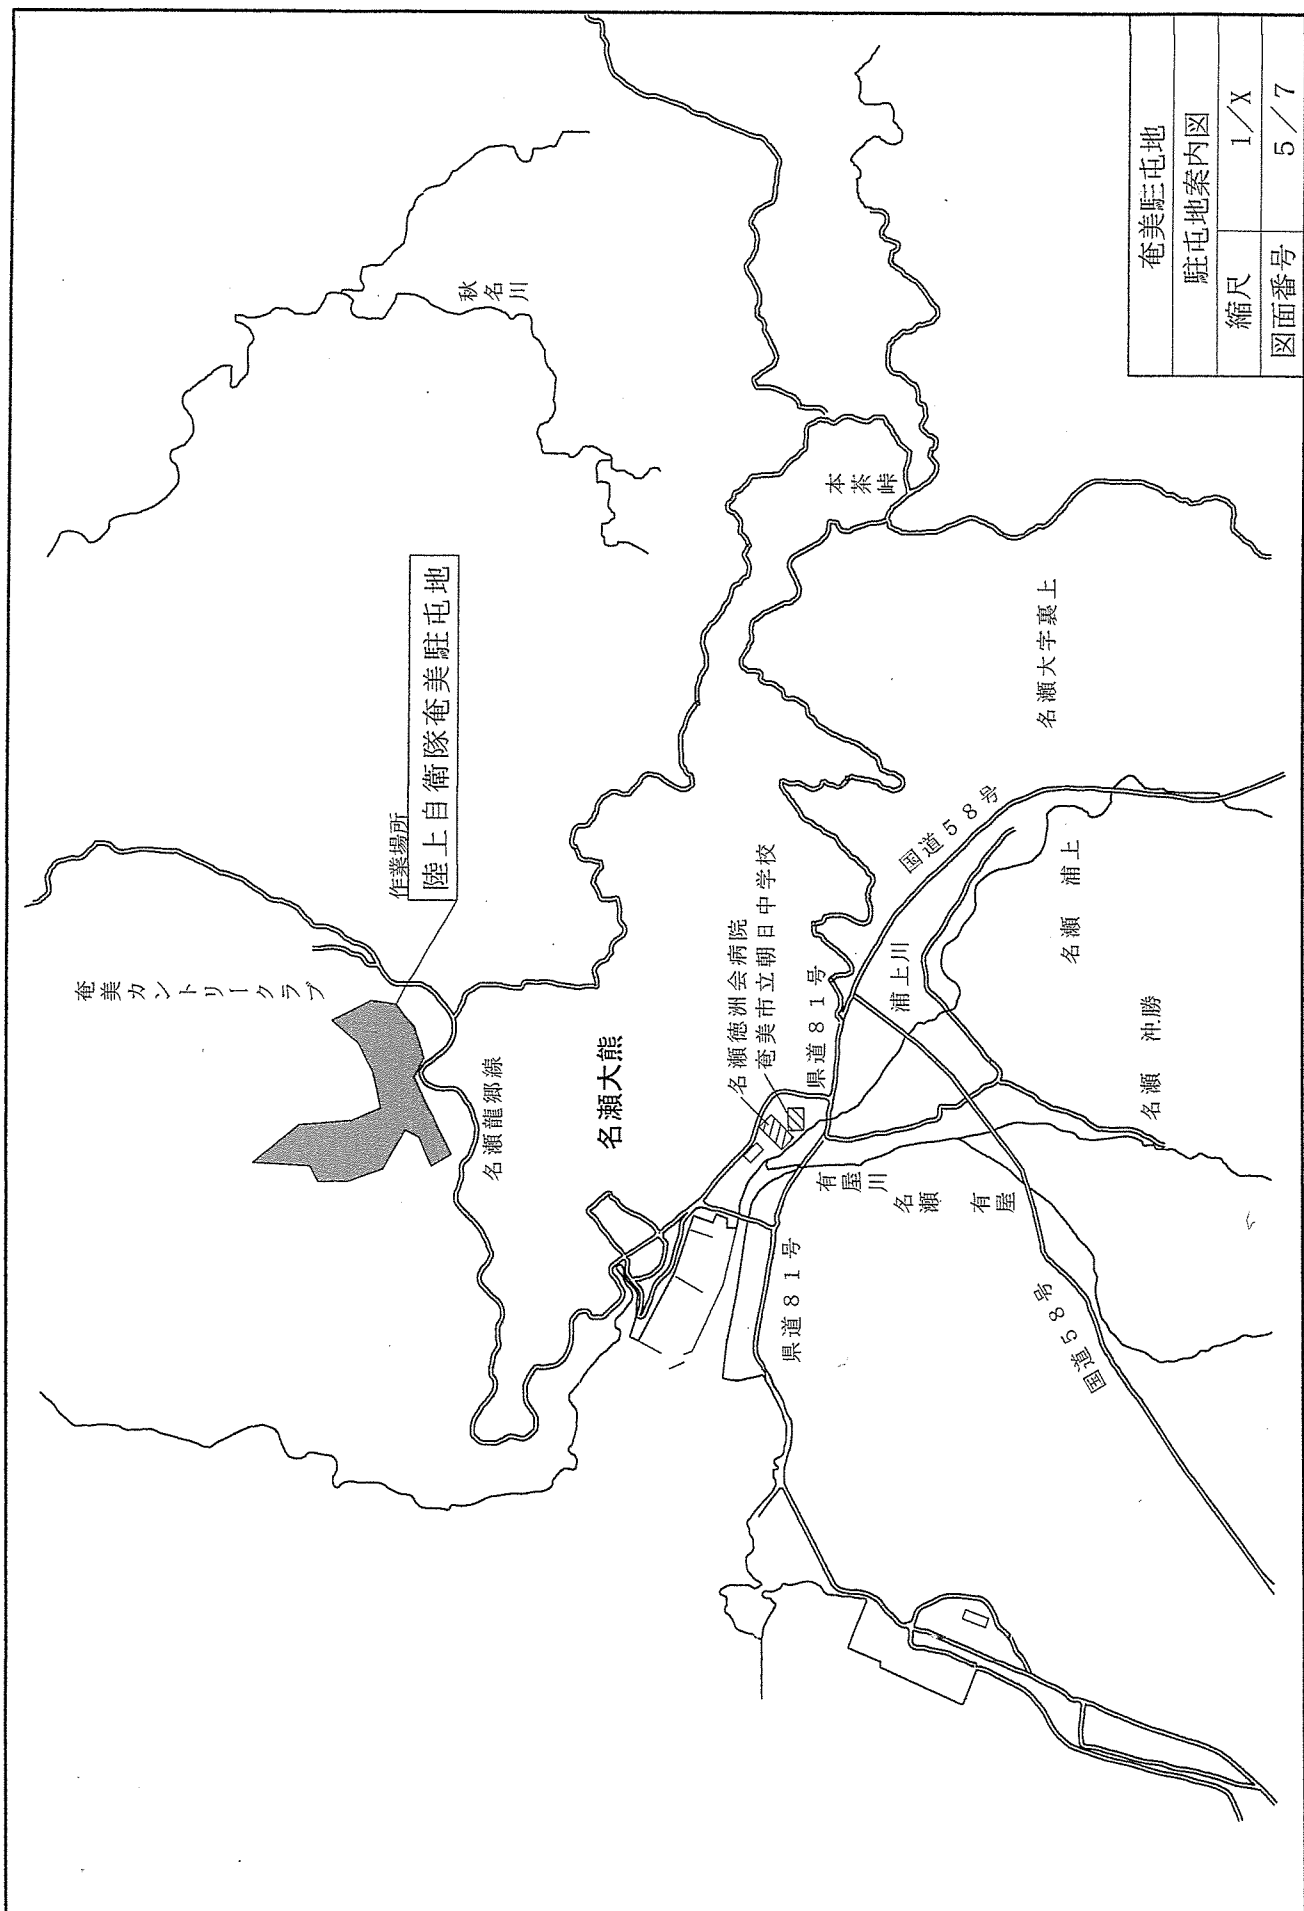 秋名川
奄美カントリークラブ
作業場所
陸上自衛隊奄美駐屯地
名瀬龍郷線
名瀬大熊
本茶峠
名瀬徳洲会病院
奄美市立朝日中学校
県道81号
国道58号
浦上川
名瀬大字裏上
名瀬 浦上
名瀬 沖勝
有屋川
名瀬 有屋
県道81号
国道58号
奄美駐屯地
駐屯地案内図
縮尺 1/X
図面番号 5/7